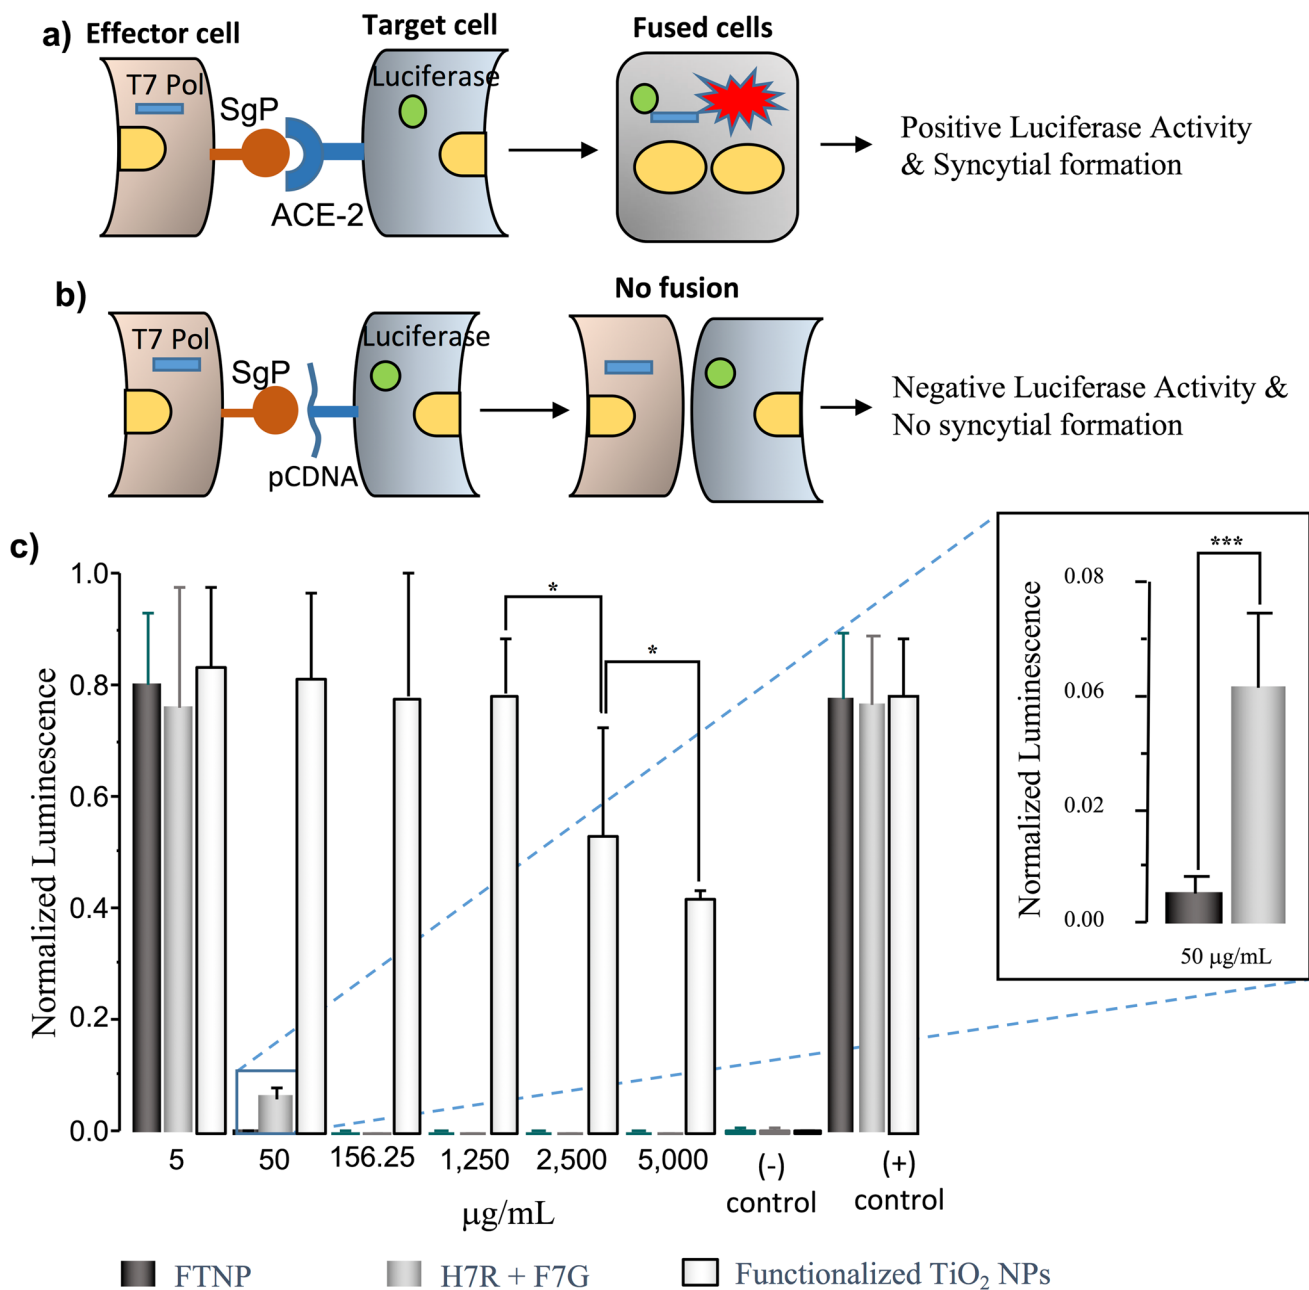 a)
Effector cell
Target cell
Fused cells
T7 Pol
SgP
Luciferase
ACE-2
Positive Luciferase Activity
& Syncytial formation
b)
No fusion
T7 Pol
SgP
Luciferase
pCDNA
Negative Luciferase Activity &
No syncytial formation
c)
Normalized Luminescence
1.0
0.8
0.6
0.4
0.2
0.0
*
*
5
50
156.25
1,250
2,500
5,000
(-)
control
(+)
control
µg/mL
Normalized Luminescence
0.08
0.06
0.02
0.00
***
50 µg/mL
FTNP
H7R + F7G
Functionalized TiO₂ NPs